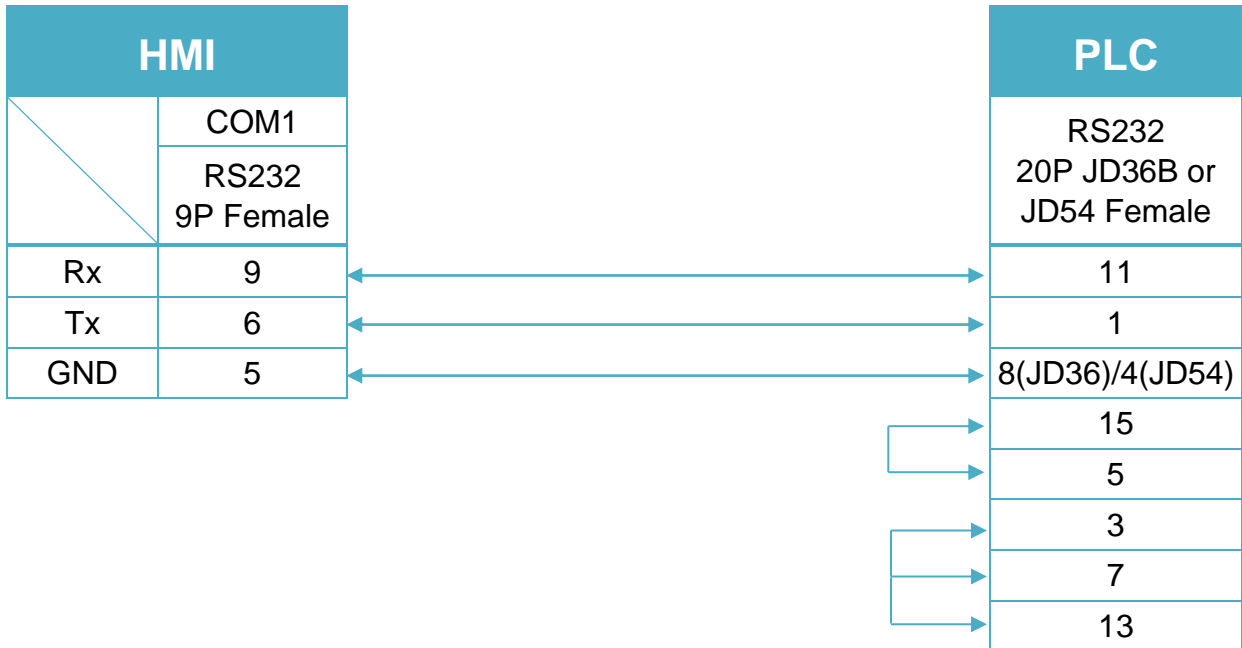 HMI
PLC
COM1
RS232
9P Female
RS232
20P JD36B or
JD54 Female
Rx 9 11
Tx 6 1
GND 5 8(JD36)/4(JD54)
15
5
3
7
13